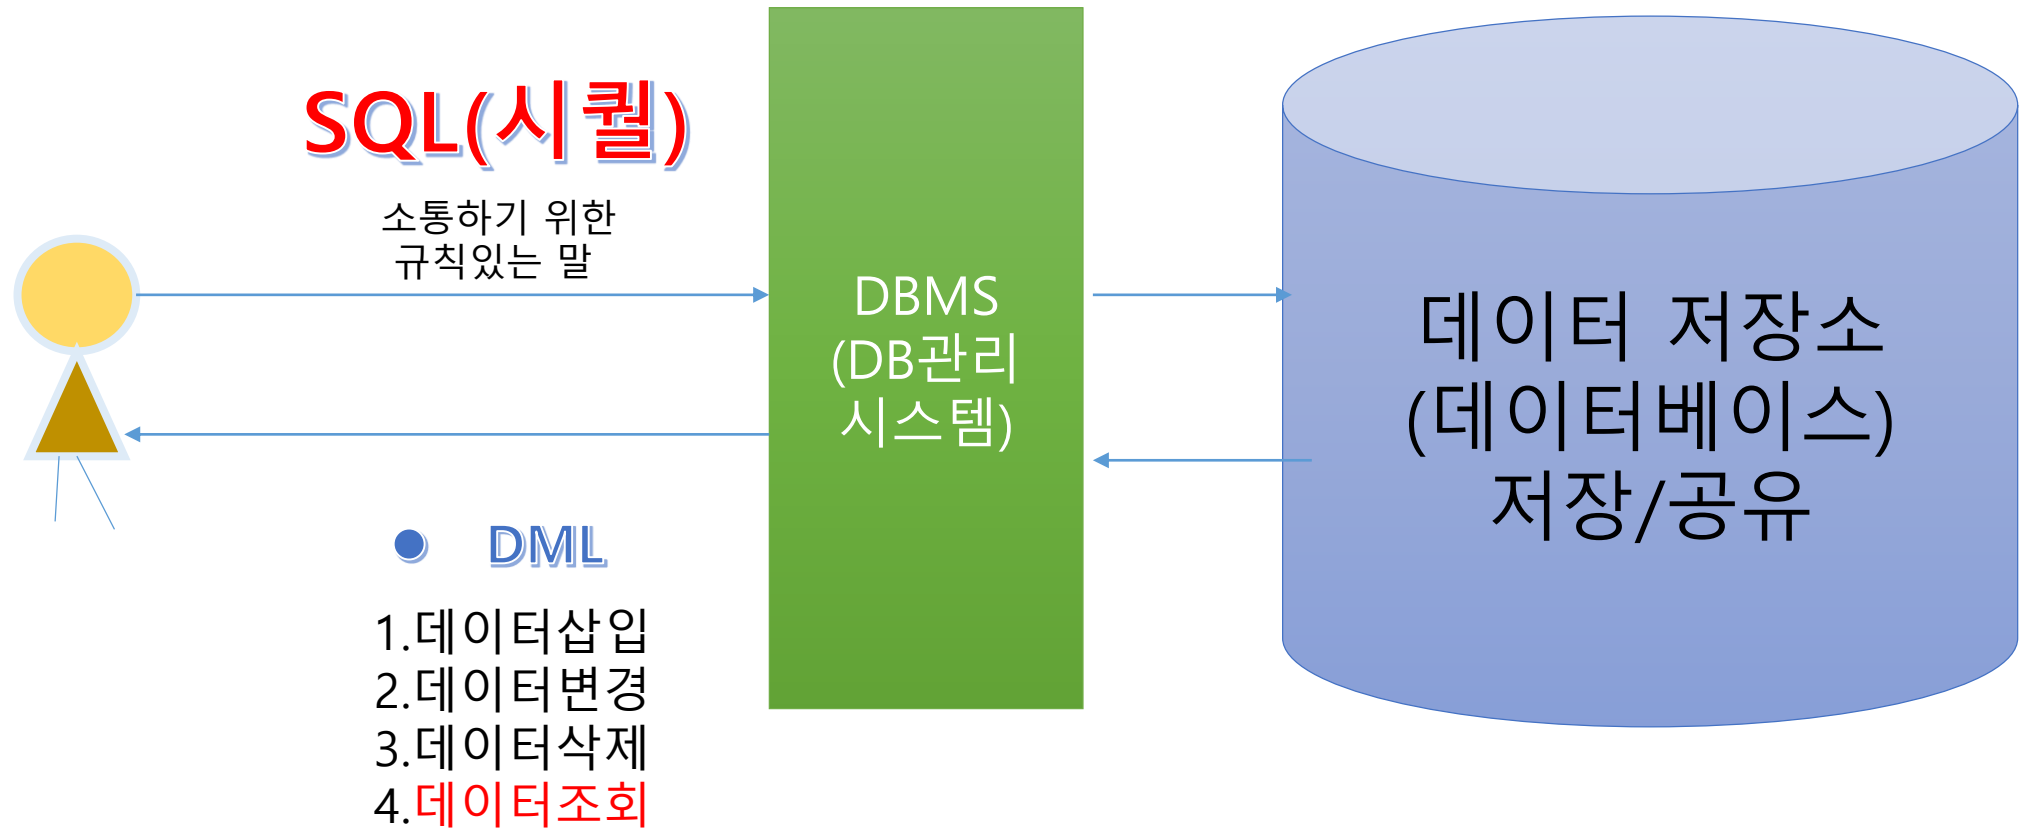 SQL(시퀄)
소통하기 위한
규칙있는 말
DBMS
(DB관리
시스템)
데이터 저장소
(데이터베이스)
저장/공유
● DML
1.데이터삽입
2.데이터변경
3.데이터삭제
4.데이터조회